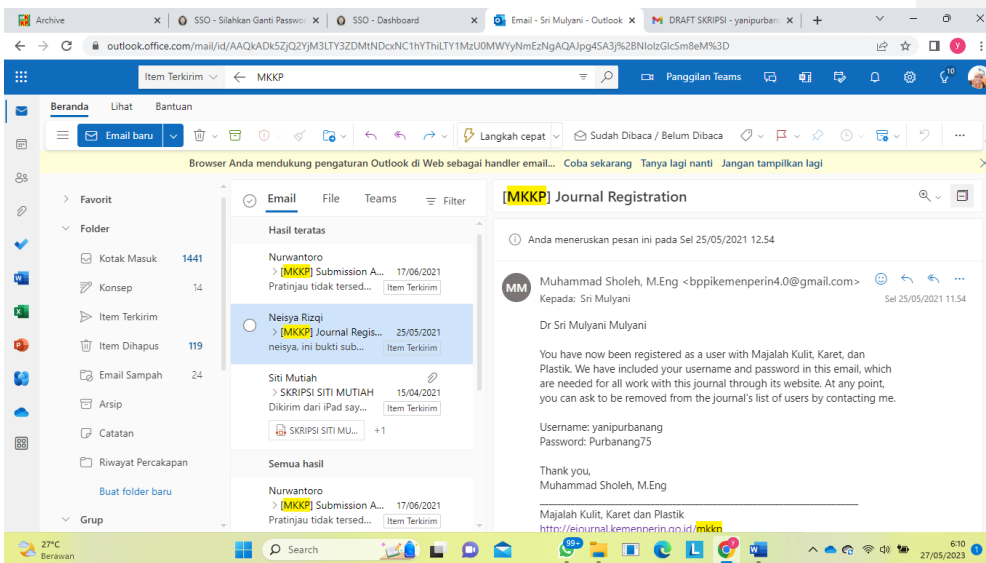 Archive
SSO - Silahkan Ganti Passwor
SSO - Dashboard
Email - Sri Mulyani - Outlook
DRAFT SKRIPSI - yanipurban
outlook.office.com/mail/id/AAQkADk5ZjQ2YjM3LTY3ZDMtNDcxNC1hYThiLTY1MzU0MWYyNmEzNgAQAJpg4SA3j%2BNIolzGlcSm8eM%3D
y
Item Terkirim
MKKP
Panggilan Teams
10
Beranda Lihat Bantuan
Email baru
Langkah cepat
Sudah Dibaca / Belum Dibaca
Browser Anda mendukung pengaturan Outlook di Web sebagai handler email... Coba sekarang Tanya lagi nanti Jangan tampilkan lagi
Favorit
Folder
Kotak Masuk 1441
Konsep 14
Item Terkirim
Item Dihapus 119
Email Sampah 24
Arsip
Catatan
Riwayat Percakapan
Buat folder baru
Grup
Email File Teams Filter
Hasil teratas
Nurwantoro
> [MKKP] Submission A... 17/06/2021
Pratinjau tidak tersed... Item Terkirim
Neisya Rizqi
> [MKKP] Journal Regis... 25/05/2021
neisya, ini bukti sub... Item Terkirim
Siti Mutiah
> SKRIPSI SITI MUTIAH 15/04/2021
Dikirim dari iPad say... Item Terkirim
SKRIPSI SITI MU... +1
Semua hasil
Nurwantoro
> [MKKP] Submission A... 17/06/2021
Pratinjau tidak tersed... Item Terkirim
[MKKP] Journal Registration
Anda meneruskan pesan ini pada Sel 25/05/2021 12.54
MM
Muhammad Sholeh, M.Eng <bppikemenperin4.0@gmail.com>
Kepada: Sri Mulyani
Sel 25/05/2021 11.54
Dr Sri Mulyani Mulyani
You have now been registered as a user with Majalah Kulit, Karet, dan
Plastik. We have included your username and password in this email, which
are needed for all work with this journal through its website. At any point,
you can ask to be removed from the journal's list of users by contacting me.
Username: yanipurbanang
Password: Purbanang75
Thank you,
Muhammad Sholeh, M.Eng
Majalah Kulit, Karet dan Plastik
http://ejournal.kemenperin.go.id/mkkp
27°C
Berawan
Search
99+
6:10
27/05/2023
1